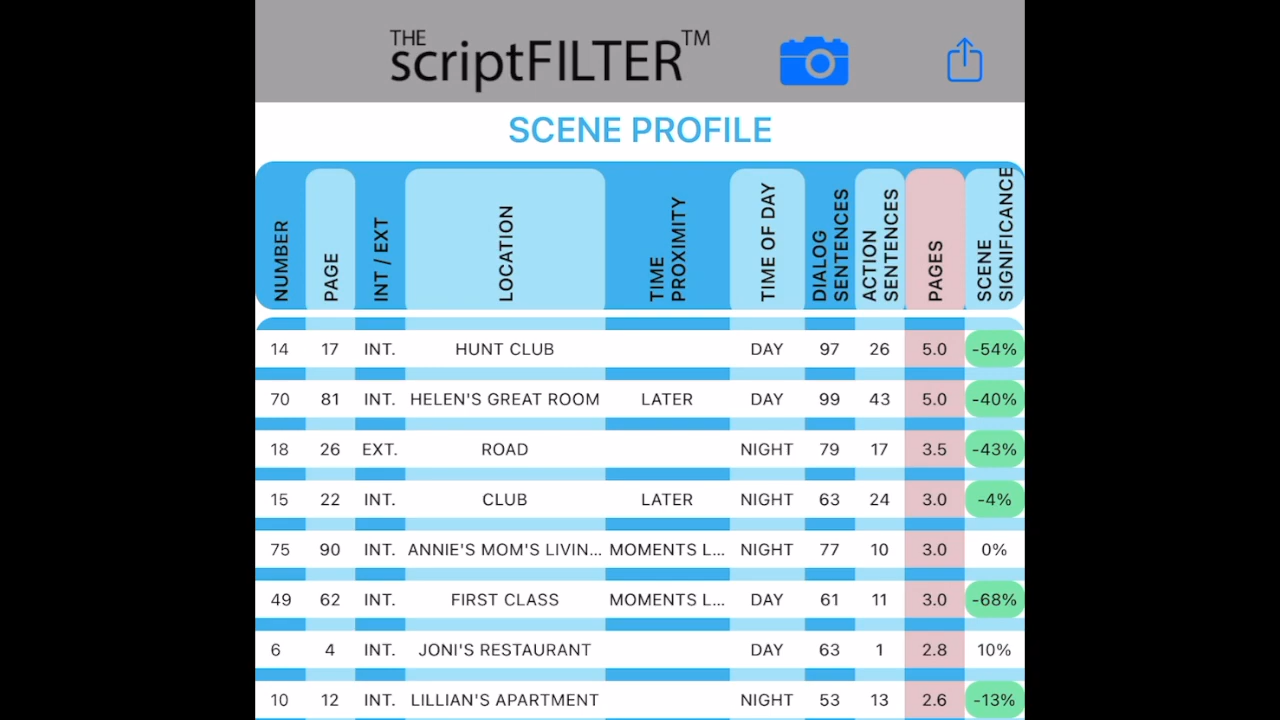 THE
scriptFILTER™
SCENE PROFILE
NUMBER PAGE INT / EXT LOCATION TIME PROXIMITY TIME OF DAY DIALOG SENTENCES ACTION SENTENCES PAGES SCENE SIGNIFICANCE
14 17 INT. HUNT CLUB DAY 97 26 5.0 -54%
70 81 INT. HELEN'S GREAT ROOM LATER DAY 99 43 5.0 -40%
18 26 EXT. ROAD NIGHT 79 17 3.5 -43%
15 22 INT. CLUB LATER NIGHT 63 24 3.0 -4%
75 90 INT. ANNIE'S MOM'S LIVIN... MOMENTS L... NIGHT 77 10 3.0 0%
49 62 INT. FIRST CLASS MOMENTS L... DAY 61 11 3.0 -68%
6 4 INT. JONI'S RESTAURANT DAY 63 1 2.8 10%
10 12 INT. LILLIAN'S APARTMENT NIGHT 53 13 2.6 -13%